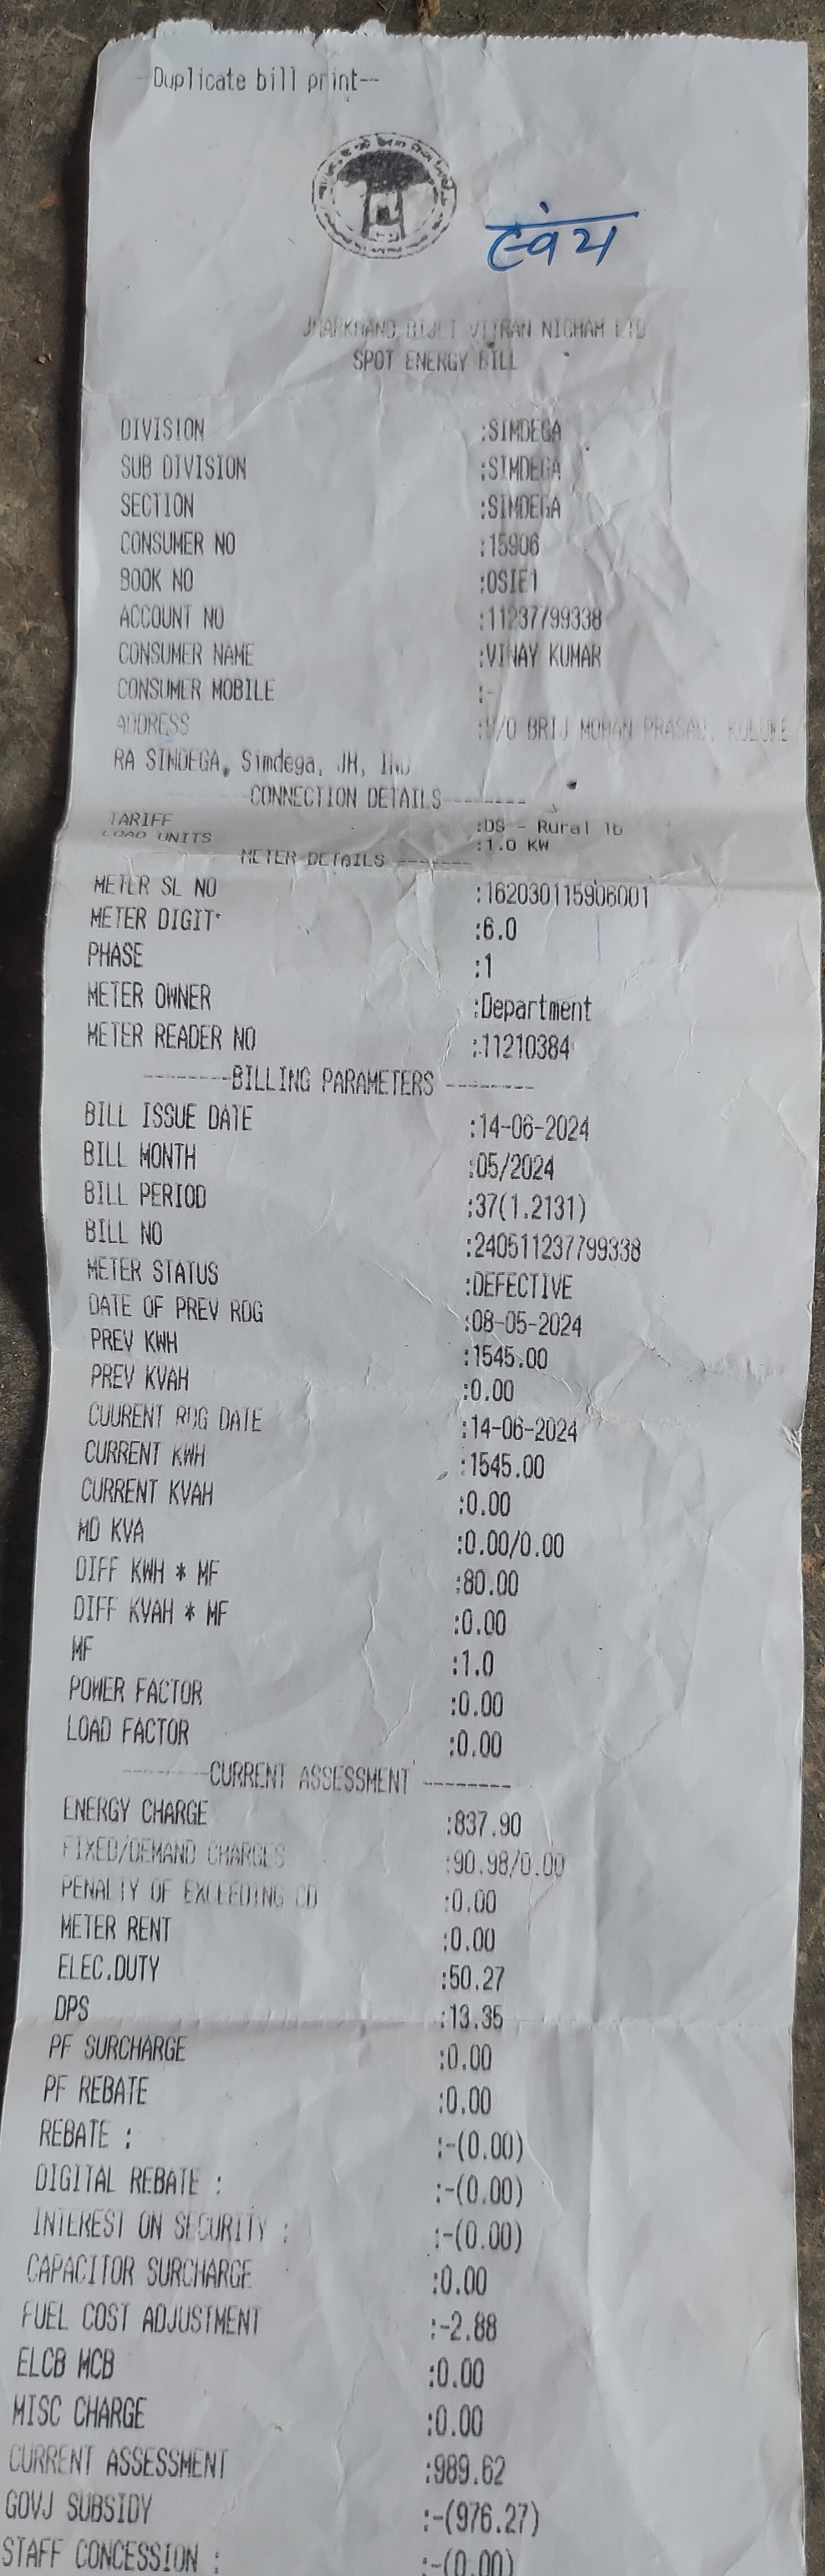 --Duplicate bill print--
स्वंय
JHARKHAND BIJLI VITRAN NIGHAM LTD
SPOT ENERGY BILL
DIVISION :SIMDEGA
SUB DIVISION :SIMDEGA
SECTION :SIMDEGA
CONSUMER NO :15906
BOOK NO :OSIE1
ACCOUNT NO :11237799338
CONSUMER NAME :VINAY KUMAR
CONSUMER MOBILE :-
ADDRESS BRIJ MOHAN PRASAD,
RA SINDEGA, Simdega, JH, IND
--------CONNECTION DETAILS--------
TARIFF :DS - Rural 1b
LOAD UNITS :1.0 KW
METER DETAILS -------
METER SL NO :162030115906001
METER DIGIT :6.0
PHASE :1
METER OWNER :Department
METER READER NO :11210384
--------BILLING PARAMETERS --------
BILL ISSUE DATE :14-06-2024
BILL MONTH :05/2024
BILL PERIOD :37(1.2131)
BILL NO :240511237799338
METER STATUS :DEFECTIVE
DATE OF PREV RDG :08-05-2024
PREV KWH :1545.00
PREV KVAH :0.00
CUURENT RDG DATE :14-06-2024
CURRENT KWH :1545.00
CURRENT KVAH :0.00
MD KVA :0.00/0.00
DIFF KWH * MF :80.00
DIFF KVAH * MF :0.00
MF :1.0
POWER FACTOR :0.00
LOAD FACTOR :0.00
--------CURRENT ASSESSMENT --------
ENERGY CHARGE :837.90
FIXED/DEMAND CHARGES :90.98/0.00
PENALTY OF EXCEEDING CD :0.00
METER RENT :0.00
ELEC.DUTY :50.27
DPS :13.35
PF SURCHARGE :0.00
PF REBATE :0.00
REBATE : :-(0.00)
DIGITAL REBATE : :-(0.00)
INTEREST ON SECURITY : :-(0.00)
CAPACITOR SURCHARGE :0.00
FUEL COST ADJUSTMENT :-2.88
ELCB MCB :0.00
MISC CHARGE :0.00
CURRENT ASSESSMENT :989.62
GOVJ SUBSIDY :-(976.27)
STAFF CONCESSION : :-(0.00)